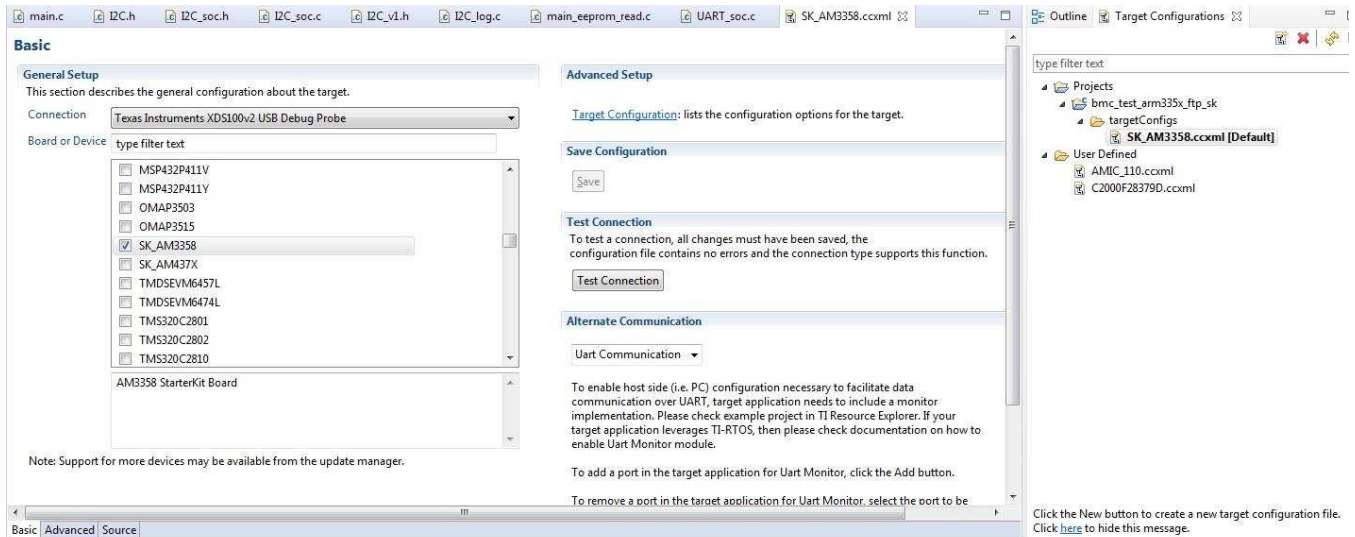 main.c
I2C.h
I2C_soc.h
I2C_soc.c
I2C_v1.h
I2C_log.c
main_eeprom_read.c
UART_soc.c
SK_AM3358.ccxml
Basic
General Setup
This section describes the general configuration about the target.
Connection
Texas Instruments XDS100v2 USB Debug Probe
Board or Device
type filter text
MSP432P411V
MSP432P411Y
OMAP3503
OMAP3515
SK_AM3358
SK_AM437X
TMDSEVM6457L
TMDSEVM6474L
TMS320C2801
TMS320C2802
TMS320C2810
AM3358 StarterKit Board
Note: Support for more devices may be available from the update manager.
Advanced Setup
Target Configuration: lists the configuration options for the target.
Save Configuration
Save
Test Connection
To test a connection, all changes must have been saved, the
configuration file contains no errors and the connection type supports this function.
Test Connection
Alternate Communication
Uart Communication
To enable host side (i.e. PC) configuration necessary to facilitate data
communication over UART, target application needs to include a monitor
implementation. Please check example project in TI Resource Explorer. If your
target application leverages TI-RTOS, then please check documentation on how to
enable Uart Monitor module.
To add a port in the target application for Uart Monitor, click the Add button.
To remove a port in the target application for Uart Monitor, select the port to be
Basic
Advanced
Source
Outline
Target Configurations
type filter text
Projects
bmc_test_arm335x_ftp_sk
targetConfigs
SK_AM3358.ccxml [Default]
User Defined
AMIC_110.ccxml
C2000F28379D.ccxml
Click the New button to create a new target configuration file.
Click here to hide this message.